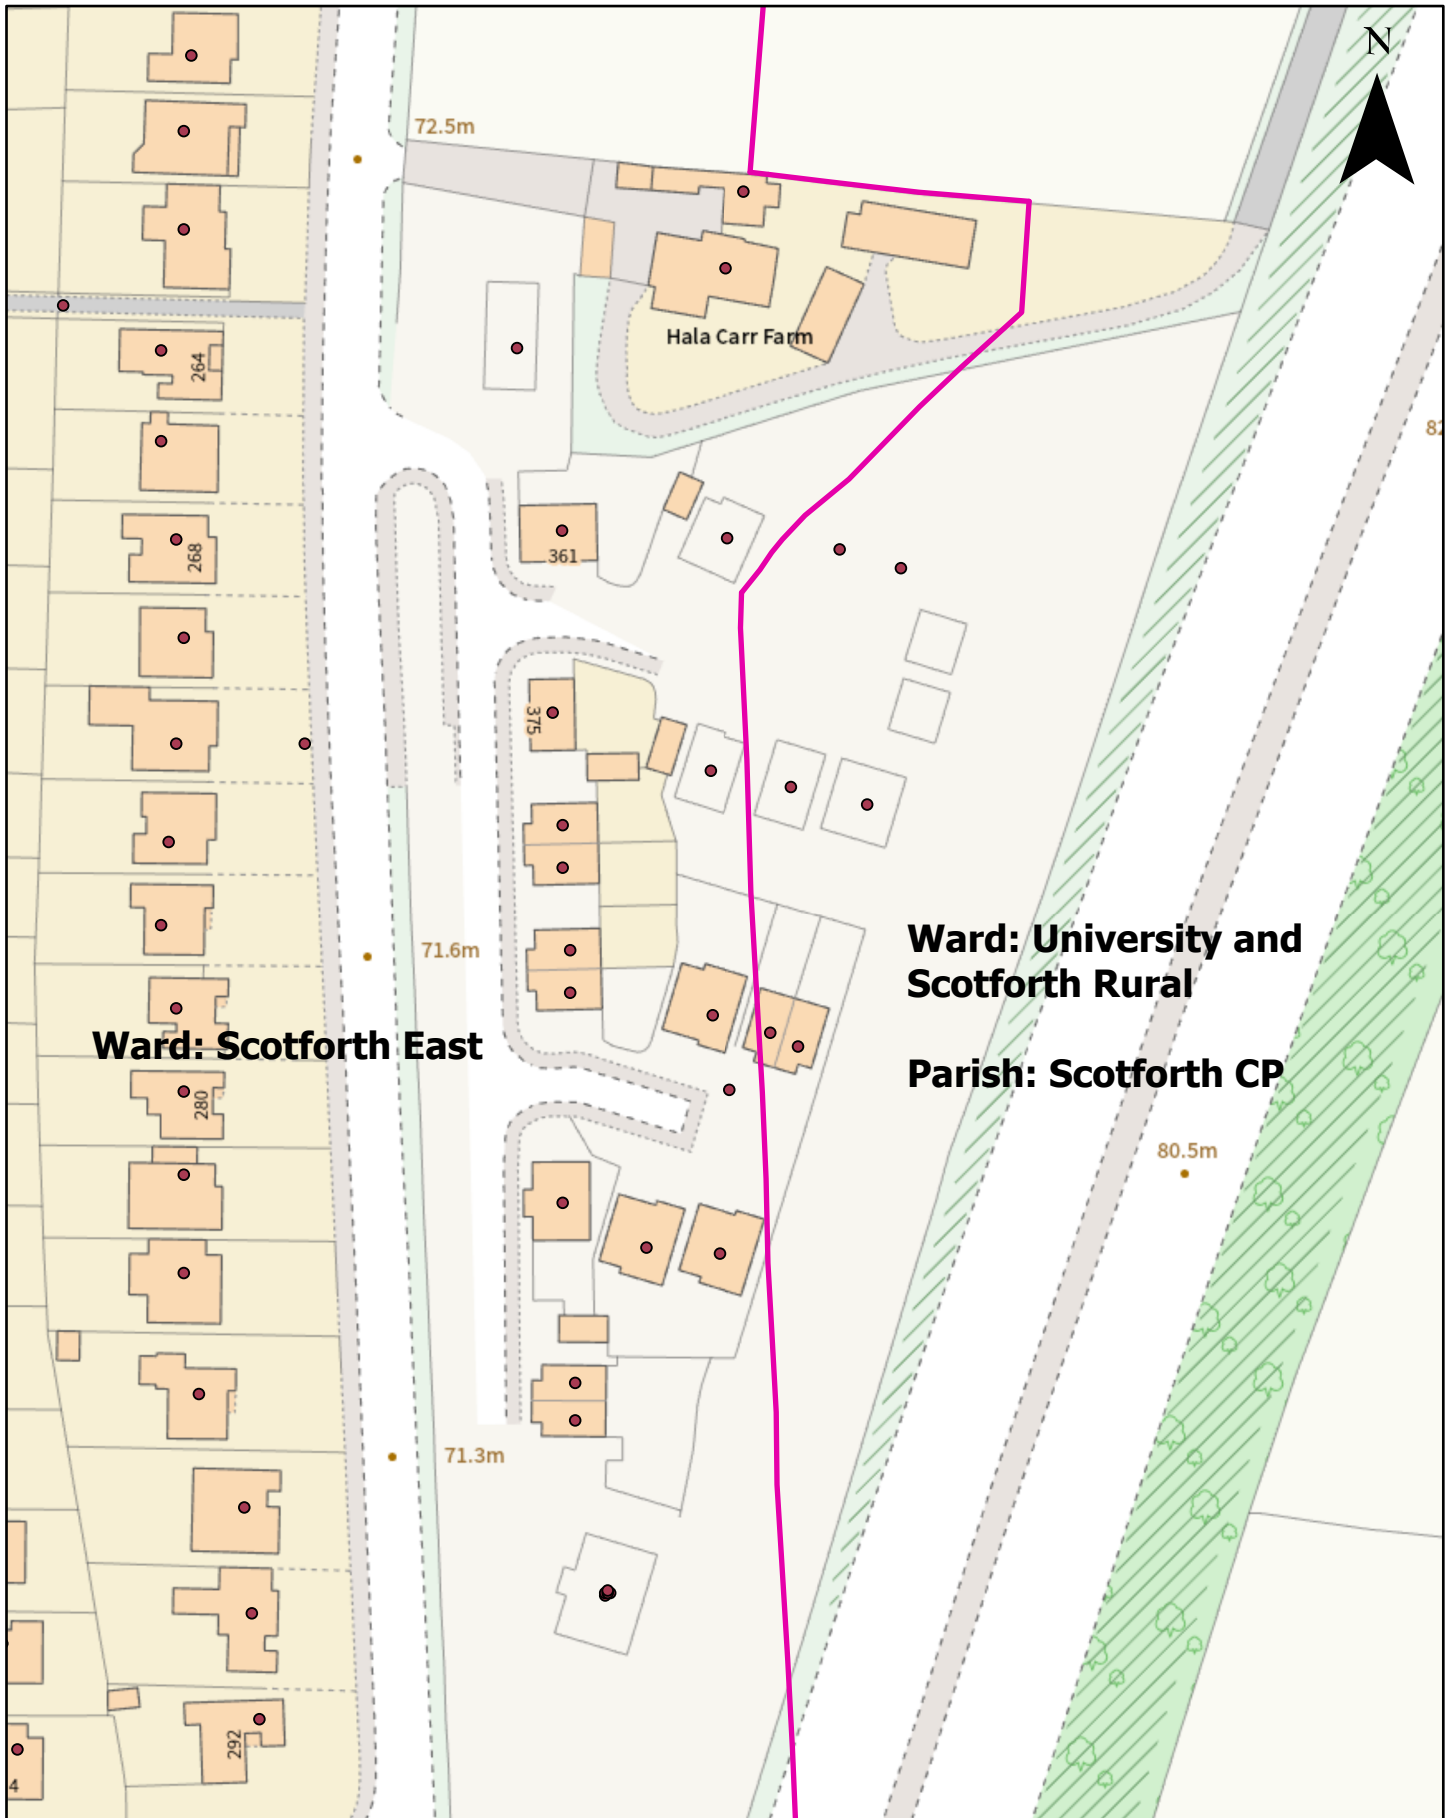 N
72.5m
Hala Carr Farm
264
361
268
375
71.6m
Ward: University and
Scotforth Rural
Ward: Scotforth East
Parish: Scotforth CP
280
80.5m
71.3m
292
4